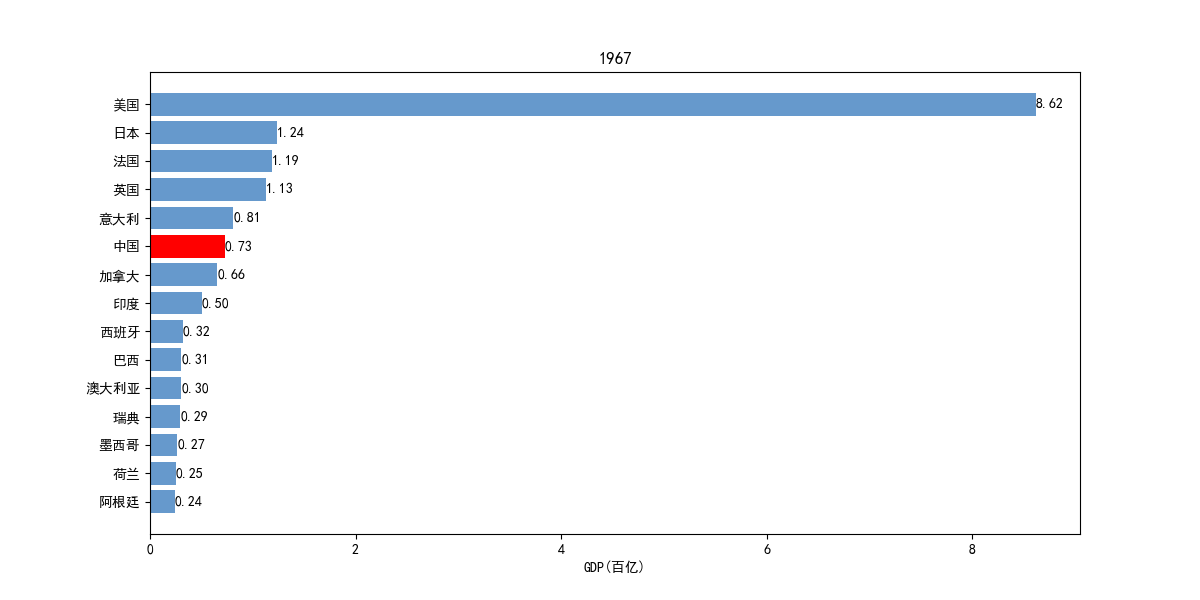 1967
美国 8.62
日本 1.24
法国 1.19
英国 1.13
意大利 0.81
中国 0.73
加拿大 0.66
印度 0.50
西班牙 0.32
巴西 0.31
澳大利亚 0.30
瑞典 0.29
墨西哥 0.27
荷兰 0.25
阿根廷 0.24
0 2 4 6 8
GDP(百亿)